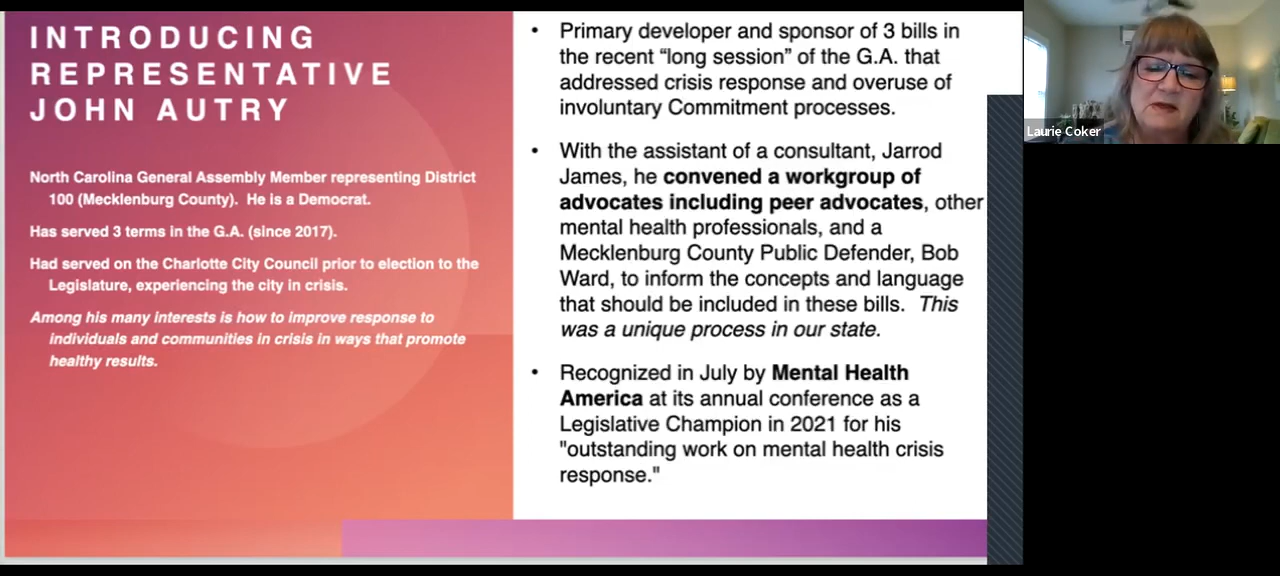 INTRODUCING
REPRESENTATIVE
JOHN AUTRY
North Carolina General Assembly Member representing District
100 (Mecklenburg County). He is a Democrat.
Has served 3 terms in the G.A. (since 2017).
Had served on the Charlotte City Council prior to election to the
Legislature, experiencing the city in crisis.
Among his many interests is how to improve response to
individuals and communities in crisis in ways that promote
healthy results.
• Primary developer and sponsor of 3 bills in
the recent “long session” of the G.A. that
addressed crisis response and overuse of
involuntary Commitment processes.
• With the assistant of a consultant, Jarrod
James, he convened a workgroup of
advocates including peer advocates, other
mental health professionals, and a
Mecklenburg County Public Defender, Bob
Ward, to inform the concepts and language
that should be included in these bills. This
was a unique process in our state.
• Recognized in July by Mental Health
America at its annual conference as a
Legislative Champion in 2021 for his
"outstanding work on mental health crisis
response."
Laurie Coker